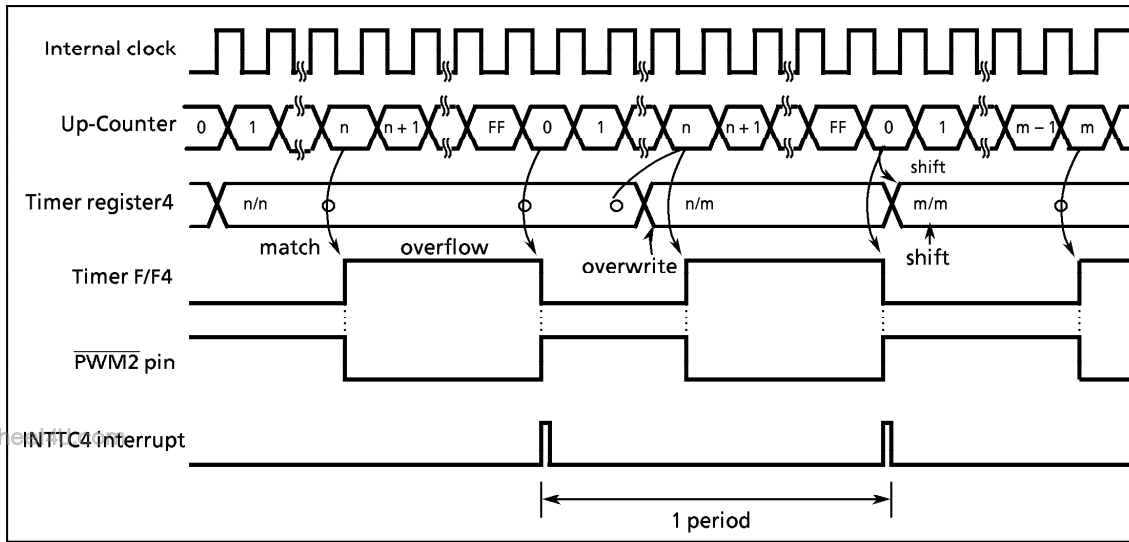 Internal clock
Up-Counter 0 1 n n + 1 FF 0 1 n n + 1 FF 0 1 m – 1 m
shift
Timer register4 n/n n/m m/m
match overflow overwrite shift
Timer F/F4
PWM2 pin
INTTC4 interrupt
1 period